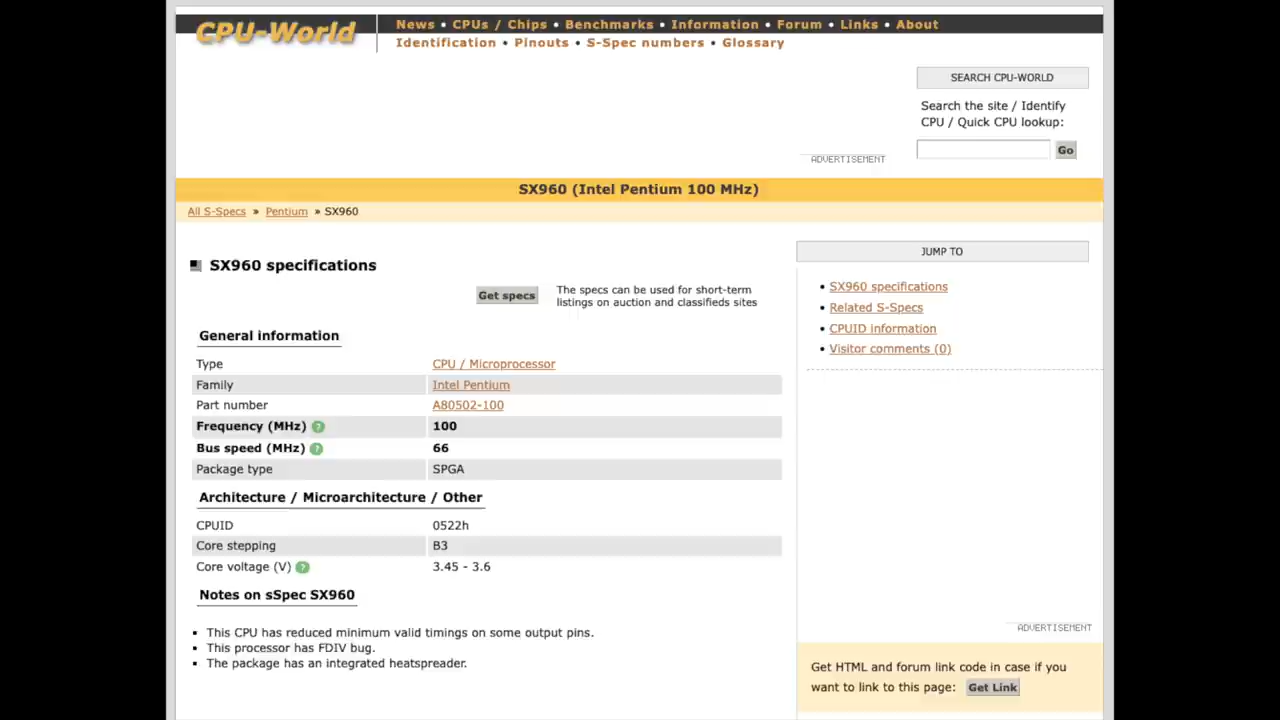 CPU-World
News • CPUs / Chips • Benchmarks • Information • Forum • Links • About
Identification • Pinouts • S-Spec numbers • Glossary
SEARCH CPU-WORLD
Search the site / Identify
CPU / Quick CPU lookup:
Go
ADVERTISEMENT
SX960 (Intel Pentium 100 MHz)
All S-Specs » Pentium » SX960
SX960 specifications
Get specs
The specs can be used for short-term
listings on auction and classifieds sites
General information
Type CPU / Microprocessor
Family Intel Pentium
Part number A80502-100
Frequency (MHz) ? 100
Bus speed (MHz) ? 66
Package type SPGA
Architecture / Microarchitecture / Other
CPUID 0522h
Core stepping B3
Core voltage (V) ? 3.45 - 3.6
Notes on sSpec SX960
▪ This CPU has reduced minimum valid timings on some output pins.
▪ This processor has FDIV bug.
▪ The package has an integrated heatspreader.
JUMP TO
• SX960 specifications
• Related S-Specs
• CPUID information
• Visitor comments (0)
ADVERTISEMENT
Get HTML and forum link code in case if you
want to link to this page: Get Link